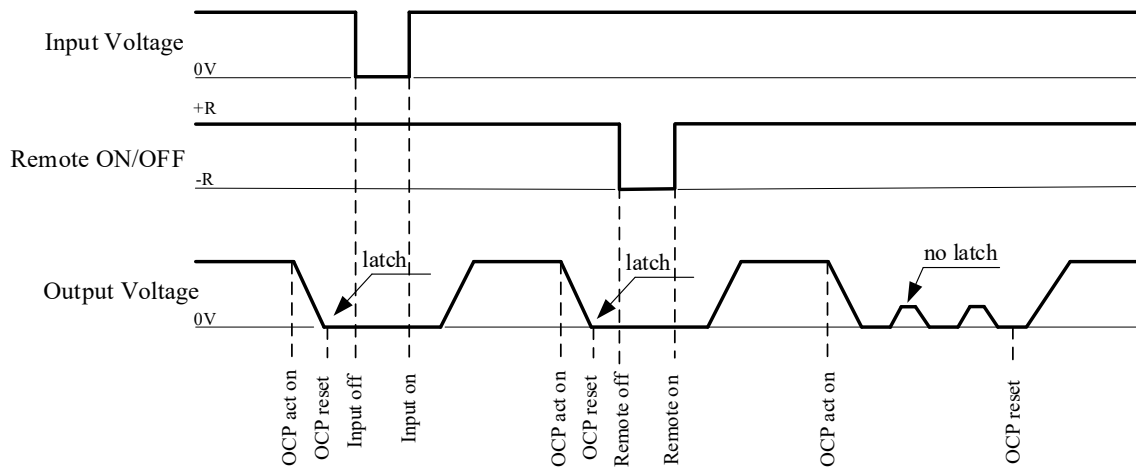 Input Voltage
0V
+R
Remote ON/OFF
-R
latch
latch
no latch
Output Voltage
0V
OCP act on
OCP reset
Input off
Input on
OCP act on
OCP reset
Remote off
Remote on
OCP act on
OCP reset